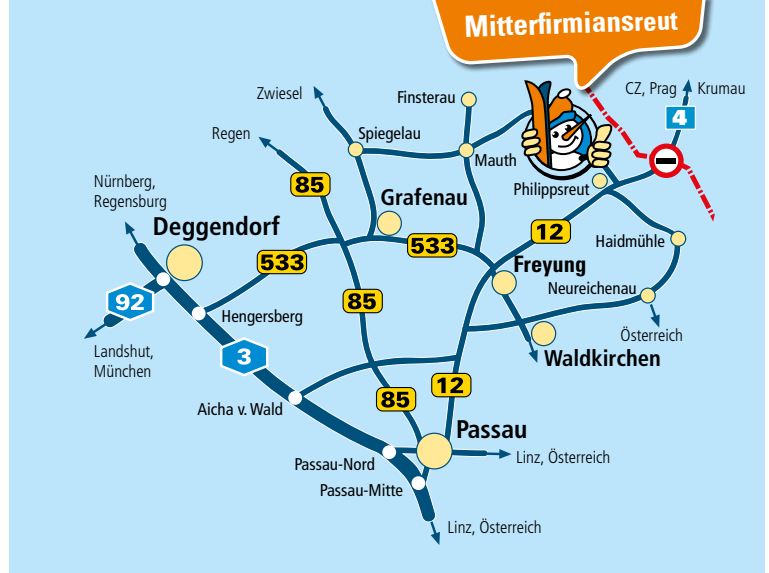 Mitterfirmiansreut
CZ, Prag
Krumau
4
Zwiesel
Finsterau
Regen
Spiegelau
Mauth
85
Philippsreut
Nürnberg,
Regensburg
Grafenau
Deggendorf
12
533
533
Haidmühle
Freyung
Neureichenau
92
85
Hengersberg
Österreich
Landshut,
München
3
Waldkirchen
12
85
Aicha v. Wald
Passau
Passau-Nord
Linz, Österreich
Passau-Mitte
Linz, Österreich